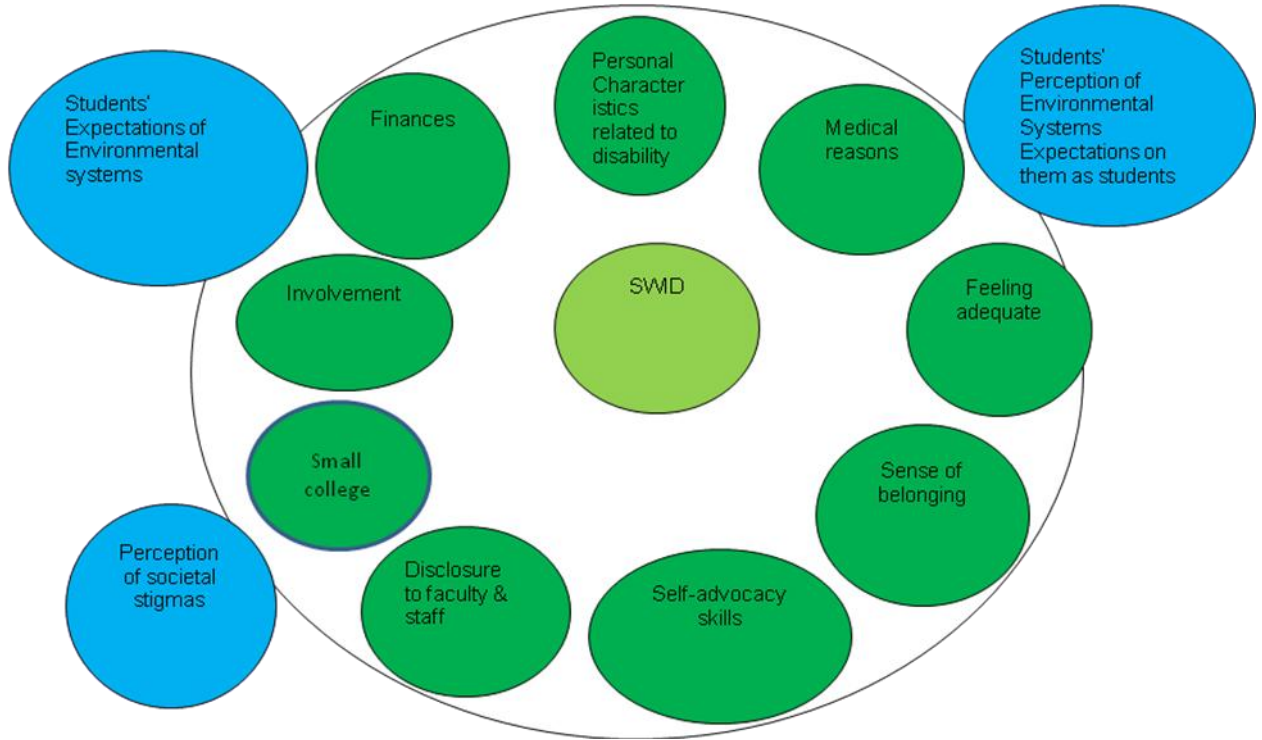 Students'
Expectations of
Environmental
systems
Finances
Personal
Character
istics
related to
disability
Medical
reasons
Students'
Perception of
Environmental
Systems
Expectations on
them as students
Involvement
SWID
Feeling
adequate
Small
college
Sense of
belonging
Perception
of societal
stigmas
Disclosure
to faculty &
staff
Self-advocacy
skills